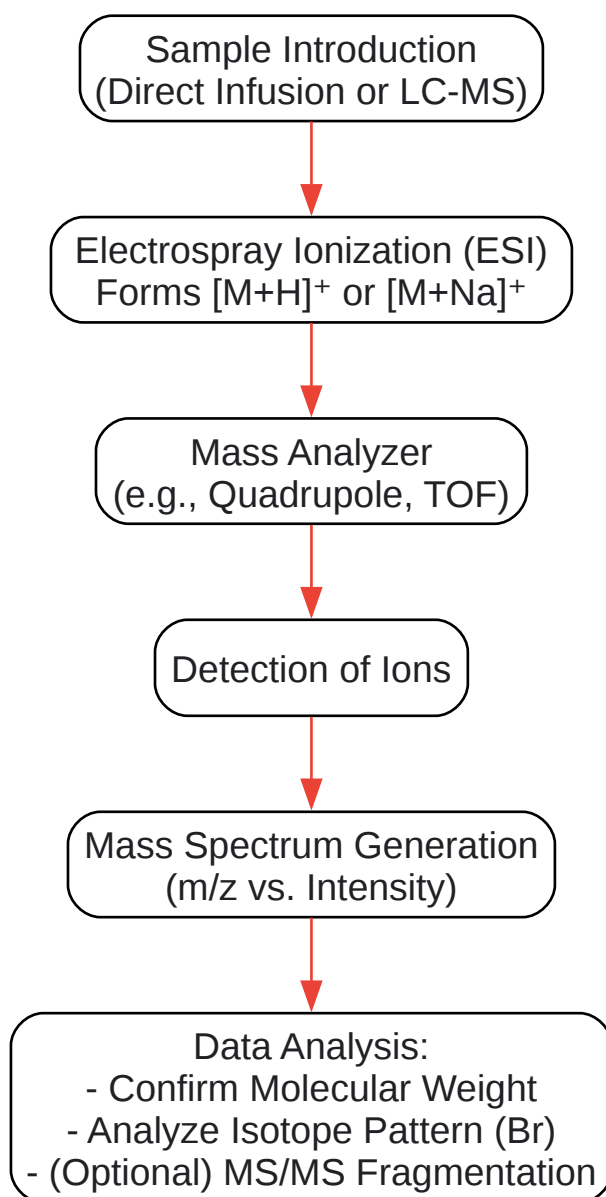 Sample Introduction
(Direct Infusion or LC-MS)
Electrospray Ionization (ESI)
Forms [M+H]⁺ or [M+Na]⁺
Mass Analyzer
(e.g., Quadrupole, TOF)
Detection of Ions
Mass Spectrum Generation
(m/z vs. Intensity)
Data Analysis:
- Confirm Molecular Weight
- Analyze Isotope Pattern (Br)
- (Optional) MS/MS Fragmentation